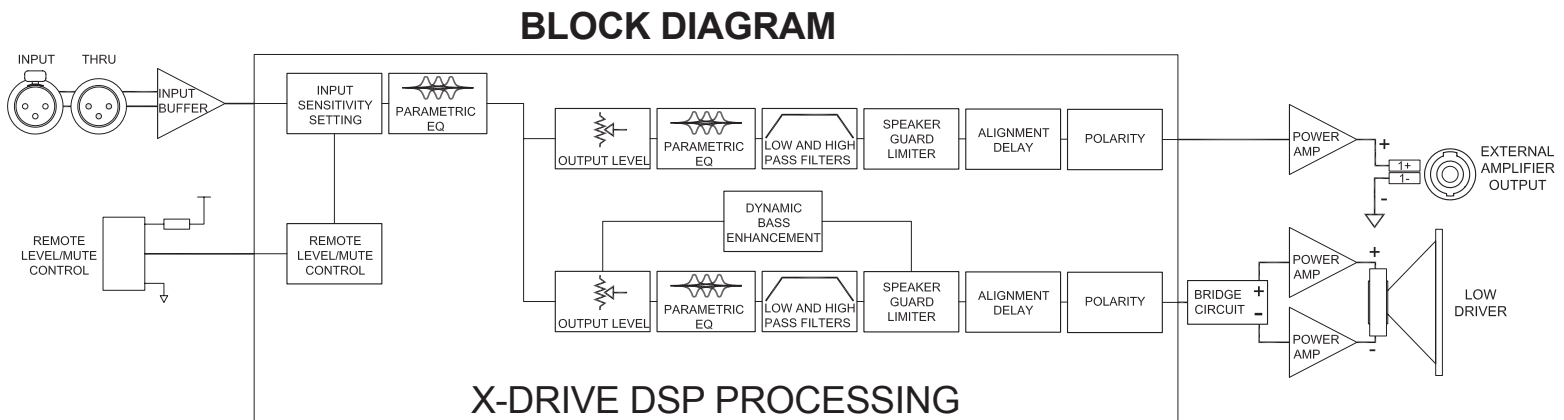 BLOCK DIAGRAM
INPUT
THRU
INPUT
BUFFER
INPUT
SENSITIVITY
SETTING
PARAMETRIC
EQ
OUTPUT LEVEL
PARAMETRIC
EQ
LOW AND HIGH
PASS FILTERS
SPEAKER
GUARD
LIMITER
ALIGNMENT
DELAY
POLARITY
POWER
AMP
+
-
1+
1-
EXTERNAL
AMPLIFIER
OUTPUT
REMOTE
LEVEL/MUTE
CONTROL
REMOTE
LEVEL/MUTE
CONTROL
DYNAMIC
BASS
ENHANCEMENT
OUTPUT LEVEL
PARAMETRIC
EQ
LOW AND HIGH
PASS FILTERS
SPEAKER
GUARD
LIMITER
ALIGNMENT
DELAY
POLARITY
BRIDGE
CIRCUIT
+
-
POWER
AMP
POWER
AMP
+
-
LOW
DRIVER
X-DRIVE DSP PROCESSING